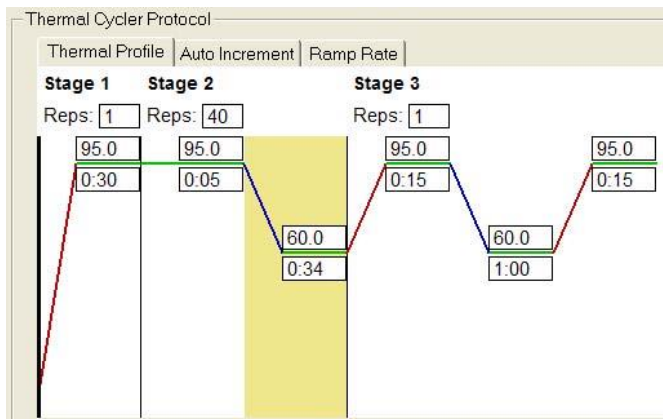 Thermal Cycler Protocol
Thermal Profile Auto Increment Ramp Rate
Stage 1 Stage 2 Stage 3
Reps: 1 Reps: 40 Reps: 1
95.0 95.0 95.0 95.0
0:30 0:05 0:15 0:15
60.0 60.0
0:34 1:00